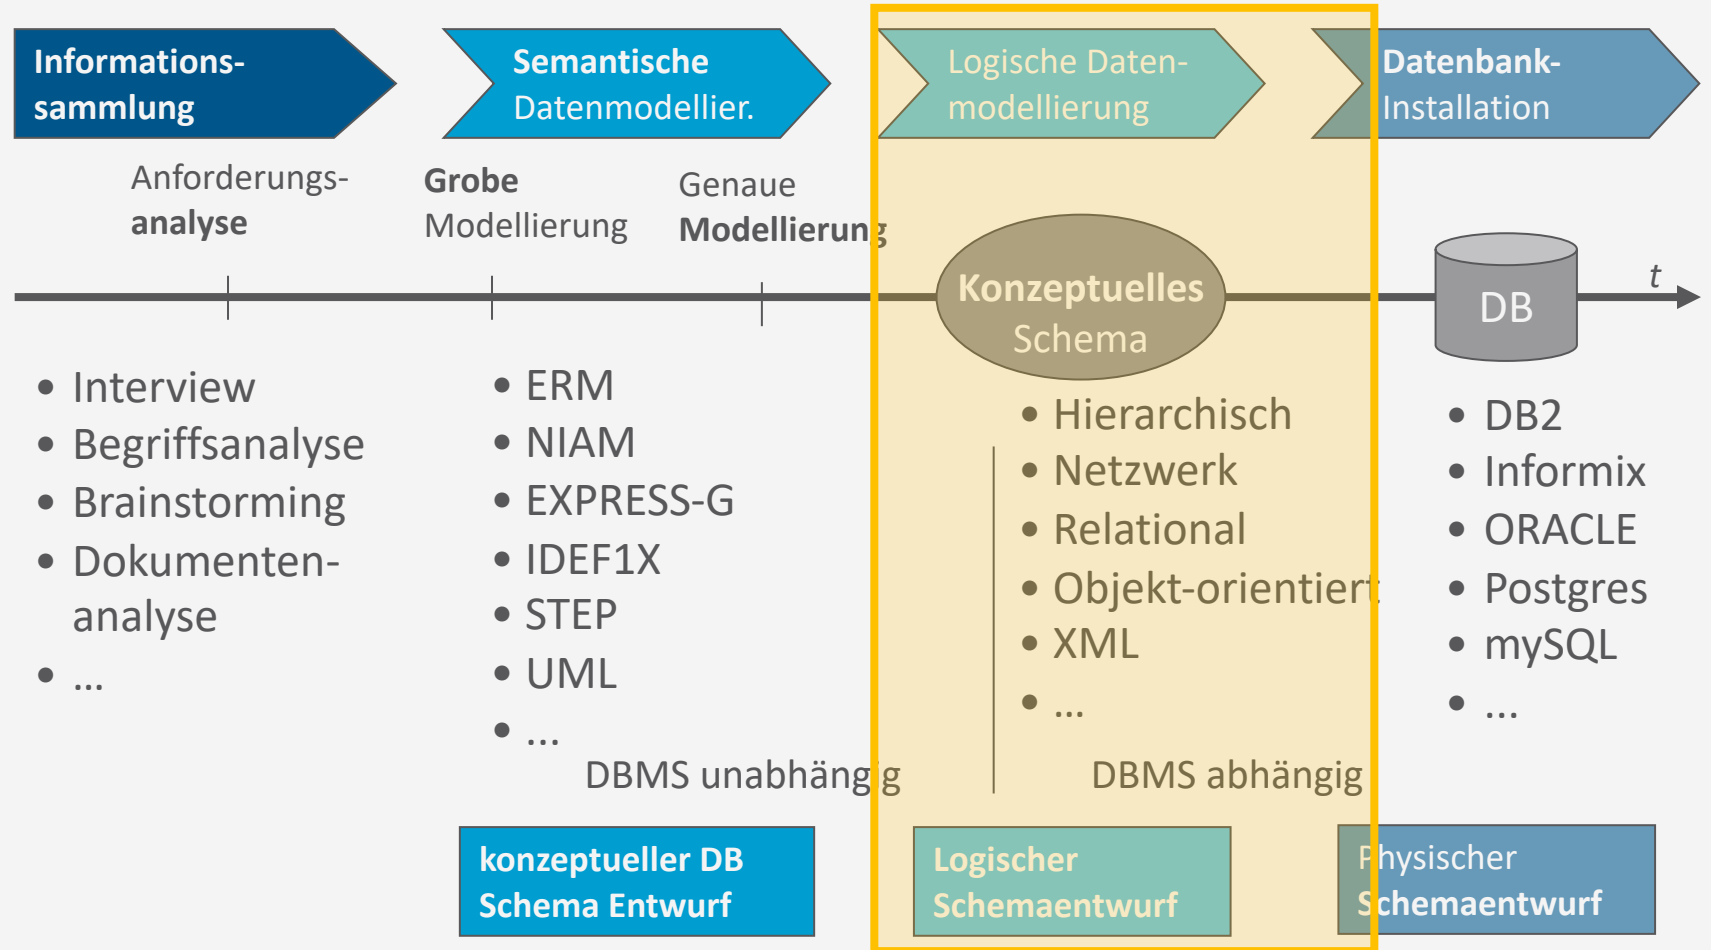 Informations-
sammlung
Semantische
Datenmodellier.
Logische Daten-
modellierung
Datenbank-
Installation
Anforderungs-
analyse
Grobe
Modellierung
Genaue
Modellierung
Konzeptuelles
Schema
DB
t
• Interview
• Begriffsanalyse
• Brainstorming
• Dokumenten-
analyse
• ...
• ERM
• NIAM
• EXPRESS-G
• IDEF1X
• STEP
• UML
• ...
DBMS unabhängig
• Hierarchisch
• Netzwerk
• Relational
• Objekt-orientiert
• XML
• ...
DBMS abhängig
• DB2
• Informix
• ORACLE
• Postgres
• mySQL
• ...
konzeptueller DB
Schema Entwurf
Logischer
Schemaentwurf
Physischer
Schemaentwurf